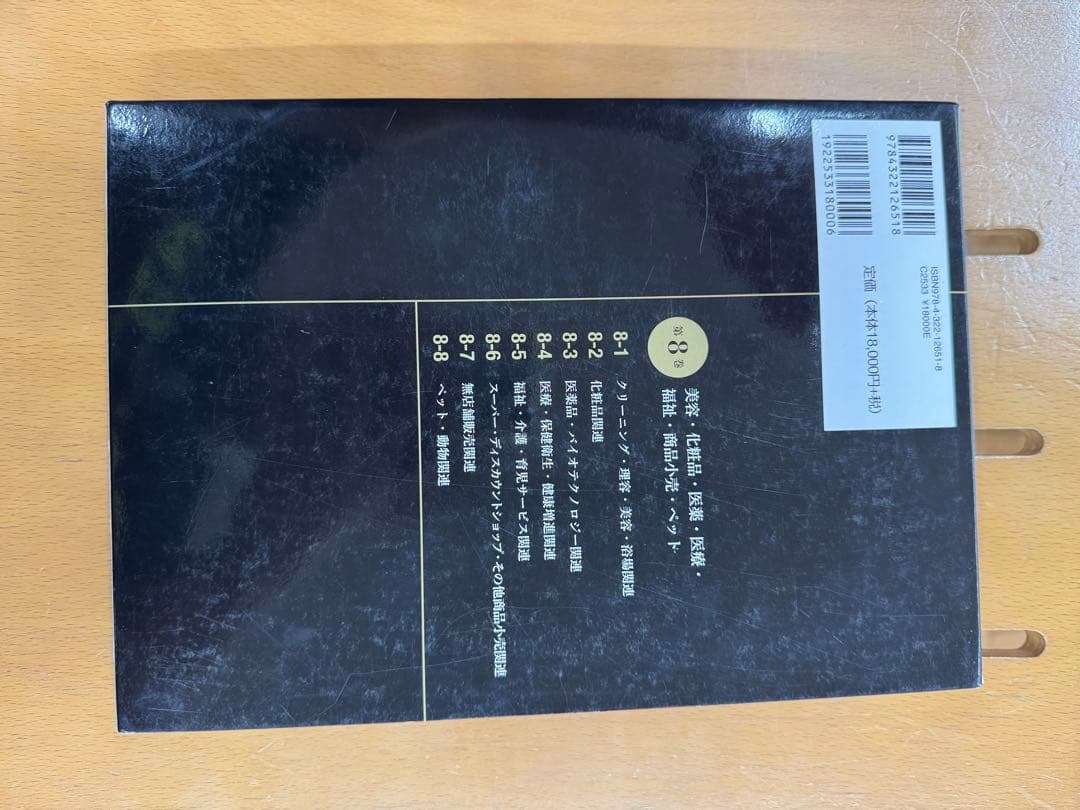 9784322126518
1922533180006
ISBN978-4-322-12651-8
C2533 ¥18000E
定価（本体18,000円+税）
第8巻
美容・化粧品・医薬・医療・
福祉・商品小売・ペット
8-1 クリーニング・理容・美容・浴場関連
8-2 化粧品関連
8-3 医薬品・バイオテクノロジー関連
8-4 医療・保健衛生・健康増進関連
8-5 福祉・介護・育児サービス関連
8-6 スーパー・ディスカウントショップ・その他商品小売関連
8-7 無店舗販売関連
8-8 ペット・動物関連